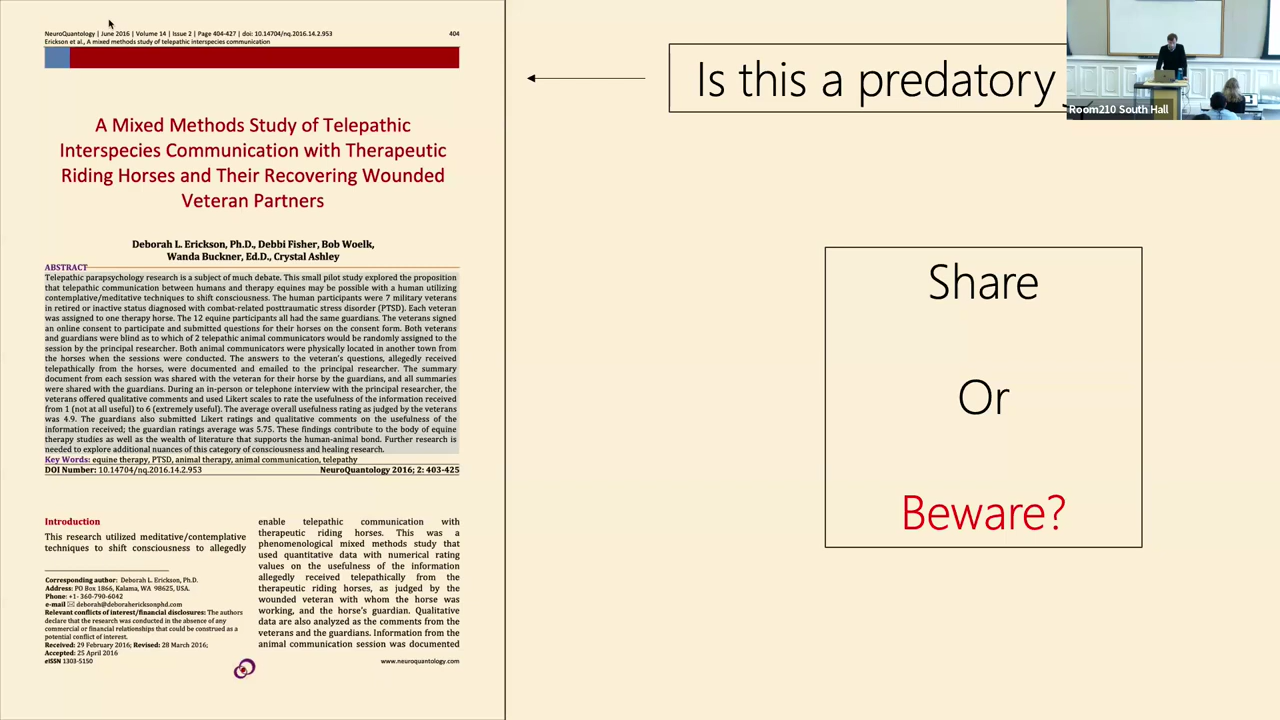 NeuroQuantology | June 2016 | Volume 14 | Issue 2 | Page 404-427 | doi: 10.14704/nq.2016.14.2.953
404
Erickson et al., A mixed methods study of telepathic interspecies communication
A Mixed Methods Study of Telepathic
Interspecies Communication with Therapeutic
Riding Horses and Their Recovering Wounded
Veteran Partners
Deborah L. Erickson, Ph.D., Debbi Fisher, Bob Woelk,
Wanda Buckner, Ed.D., Crystal Ashley
ABSTRACT
Telepathic parapsychology research is a subject of much debate. This small pilot study explored the proposition
that telepathic communication between humans and therapy equines may be possible with a human utilizing
contemplative/meditative techniques to shift consciousness. The human participants were 7 military veterans
in retired or inactive status diagnosed with combat-related posttraumatic stress disorder (PTSD). Each veteran
was assigned to one therapy horse. The 12 equine participants all had the same guardians. The veterans signed
an online consent to participate and submitted questions for their horses on the consent form. Both veterans
and guardians were blind as to which of 2 telepathic animal communicators would be randomly assigned to the
session by the principal researcher. Both animal communicators were physically located in another town from
the horses when the sessions were conducted. The answers to the veteran's questions, allegedly received
telepathically from the horses, were documented and emailed to the principal researcher. The summary
document from each session was shared with the veteran for their horse by the guardians, and all summaries
were shared with the guardians. During an in-person or telephone interview with the principal researcher, the
veterans offered qualitative comments and used Likert scales to rate the usefulness of the information received
from 1 (not at all useful) to 6 (extremely useful). The average overall usefulness rating as judged by the veterans
was 4.9. The guardians also submitted Likert ratings and qualitative comments on the usefulness of the
information received; the guardian ratings average was 5.75. These findings contribute to the body of equine
therapy studies as well as the wealth of literature that supports the human-animal bond. Further research is
needed to explore additional nuances of this category of consciousness and healing research.
Key Words: equine therapy, PTSD, animal therapy, animal communication, telepathy
DOI Number: 10.14704/nq.2016.14.2.953
NeuroQuantology 2016; 2: 403-425
Introduction
This research utilized meditative/contemplative
techniques to shift consciousness to allegedly
Corresponding author: Deborah L. Erickson, Ph.D.
Address: PO Box 1866, Kalama, WA 98625, USA.
Phone: +1- 360-790-6042
e-mail ✉ deborah@deborahericksonphd.com
Relevant conflicts of interest/financial disclosures: The authors
declare that the research was conducted in the absence of any
commercial or financial relationships that could be construed as a
potential conflict of interest.
Received: 29 February 2016; Revised: 28 March 2016;
Accepted: 25 April 2016
eISSN 1303-5150
enable telepathic communication with
therapeutic riding horses. This was a
phenomenological mixed methods study that
used quantitative data with numerical rating
values on the usefulness of the information
allegedly received telepathically from the
therapeutic riding horses, as judged by the
wounded veteran with whom the horse was
working, and the horse's guardian. Qualitative
data are also analyzed as the comments from the
veterans and the guardians. Information from the
animal communication session was documented
www.neuroquantology.com
Is this a predatory
Room210 South Hall
Share
Or
Beware?